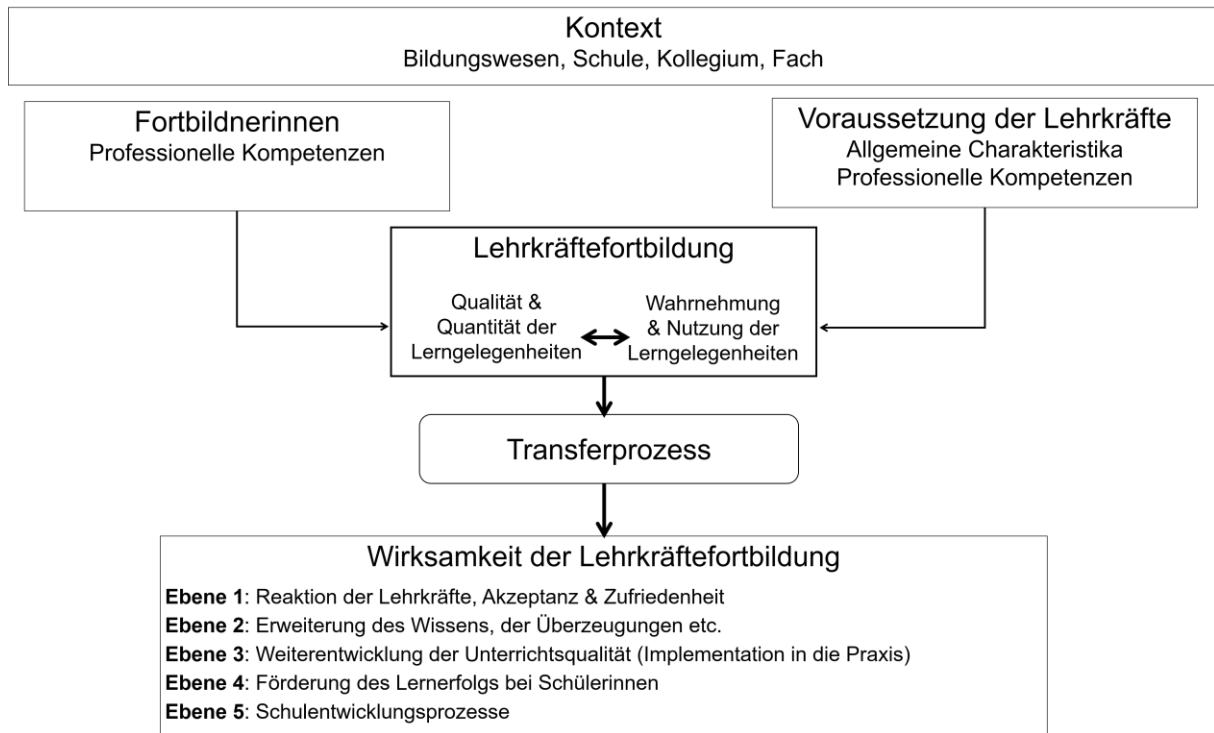 Kontext
Bildungswesen, Schule, Kollegium, Fach
Fortbildnerinnen
Professionelle Kompetenzen
Voraussetzung der Lehrkräfte
Allgemeine Charakteristika
Professionelle Kompetenzen
Lehrkräftefortbildung
Qualität &
Quantität der
Lerngelegenheiten
Wahrnehmung
& Nutzung der
Lerngelegenheiten
Transferprozess
Wirksamkeit der Lehrkräftefortbildung
Ebene 1: Reaktion der Lehrkräfte, Akzeptanz & Zufriedenheit
Ebene 2: Erweiterung des Wissens, der Überzeugungen etc.
Ebene 3: Weiterentwicklung der Unterrichtsqualität (Implementation in die Praxis)
Ebene 4: Förderung des Lernerfolgs bei Schülerinnen
Ebene 5: Schulentwicklungsprozesse